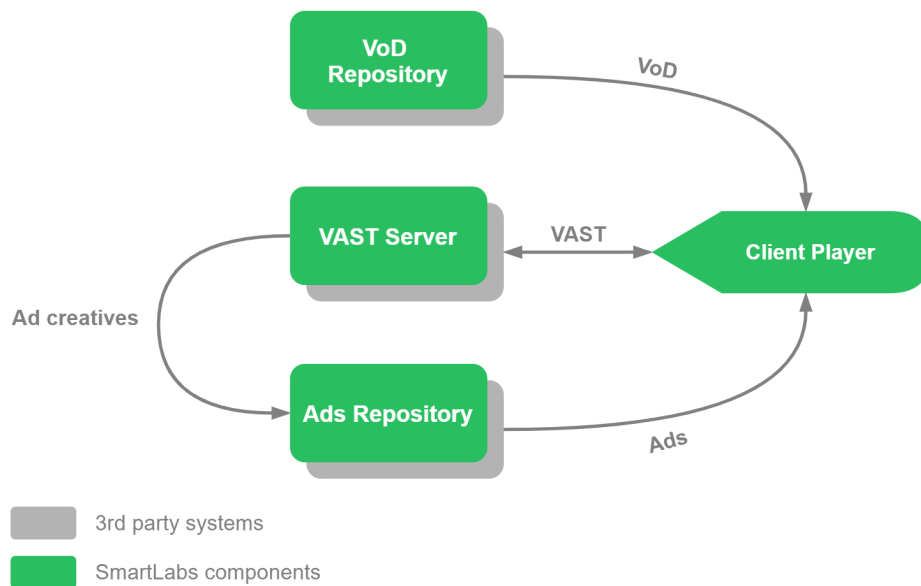 VoD
Repository
VoD
VAST Server
VAST
Client Player
Ad creatives
Ads Repository
Ads
3rd party systems
SmartLabs components